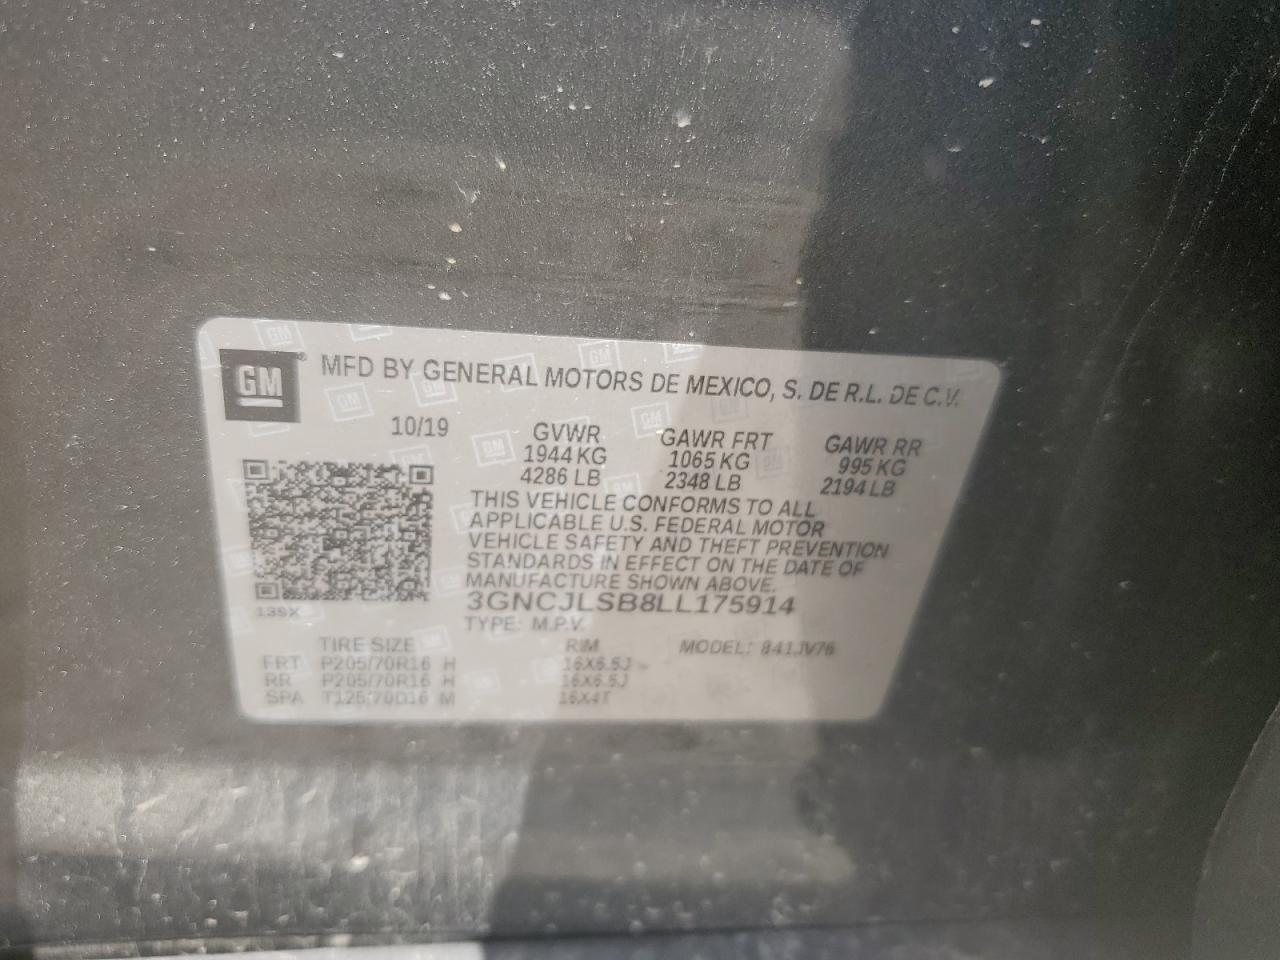 GM
MFD BY GENERAL MOTORS DE MEXICO, S. DE R.L. DE C.V.
10/19
GVWR GAWR FRT GAWR RR
1944 KG 1065 KG 995 KG
4286 LB 2348 LB 2194 LB
THIS VEHICLE CONFORMS TO ALL
APPLICABLE U.S. FEDERAL MOTOR
VEHICLE SAFETY AND THEFT PREVENTION
STANDARDS IN EFFECT ON THE DATE OF
MANUFACTURE SHOWN ABOVE.
3GNCJLSB8LL175914
139X
TYPE: M.P.V.
TIRE SIZE RIM MODEL: 841JV76
FRT P205/70R16 H 16X6.5J
RR P205/70R16 H 16X6.5J
SPA T125/70D16 M 16X4T